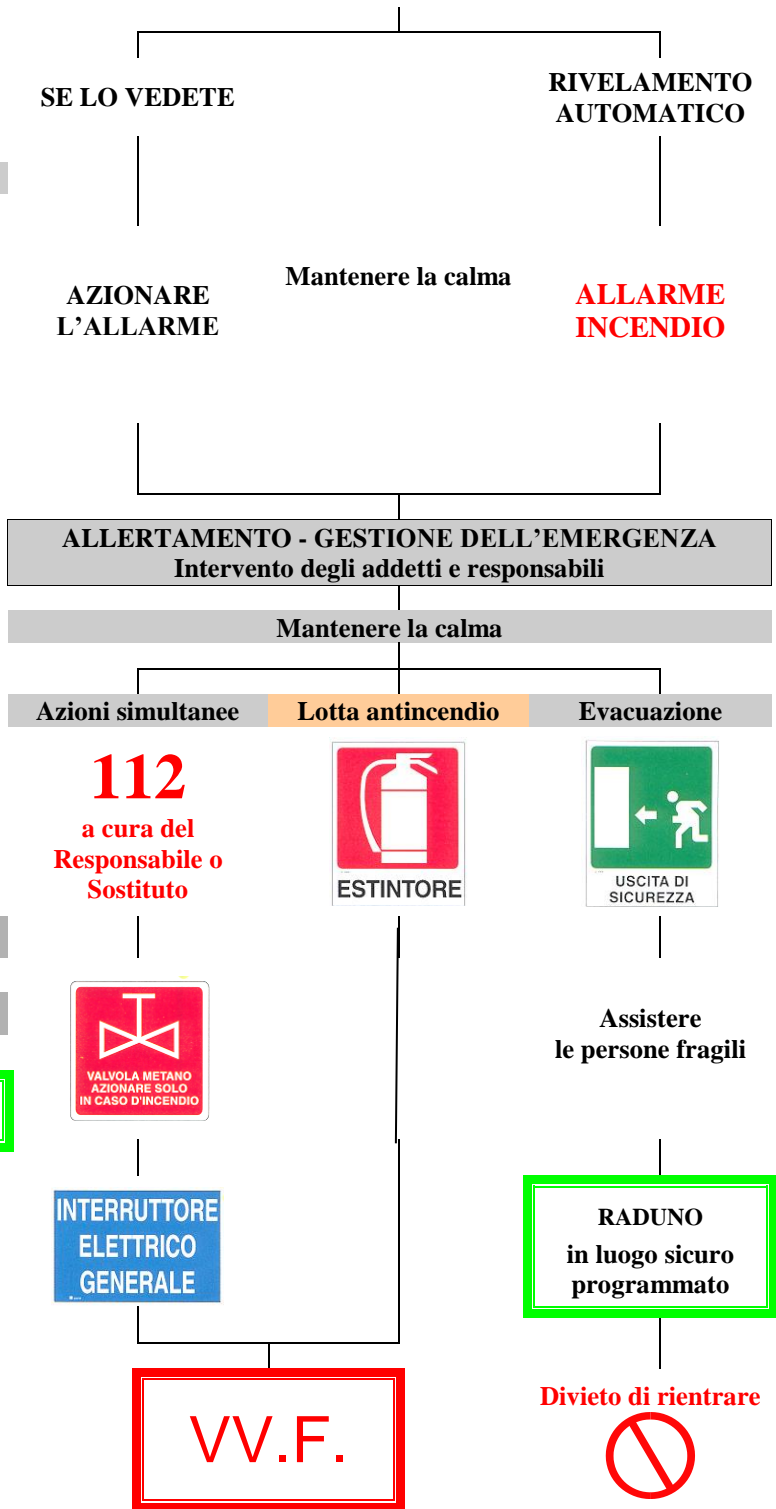 SE LO VEDETE
RIVELAMENTO
AUTOMATICO
AZIONARE
L'ALLARME
Mantenere la calma
ALLARME
INCENDIO
ALLERTAMENTO - GESTIONE DELL'EMERGENZA
Intervento degli addetti e responsabili
Mantenere la calma
Azioni simultanee
Lotta antincendio
Evacuazione
112
a cura del
Responsabile o
Sostituto
ESTINTORE
USCITA DI
SICUREZZA
VALVOLA METANO
AZIONARE SOLO
IN CASO D'INCENDIO
Assistere
le persone fragili
INTERRUTTORE
ELETTRICO
GENERALE
RADUNO
in luogo sicuro
programmato
VV.F.
Divieto di rientrare